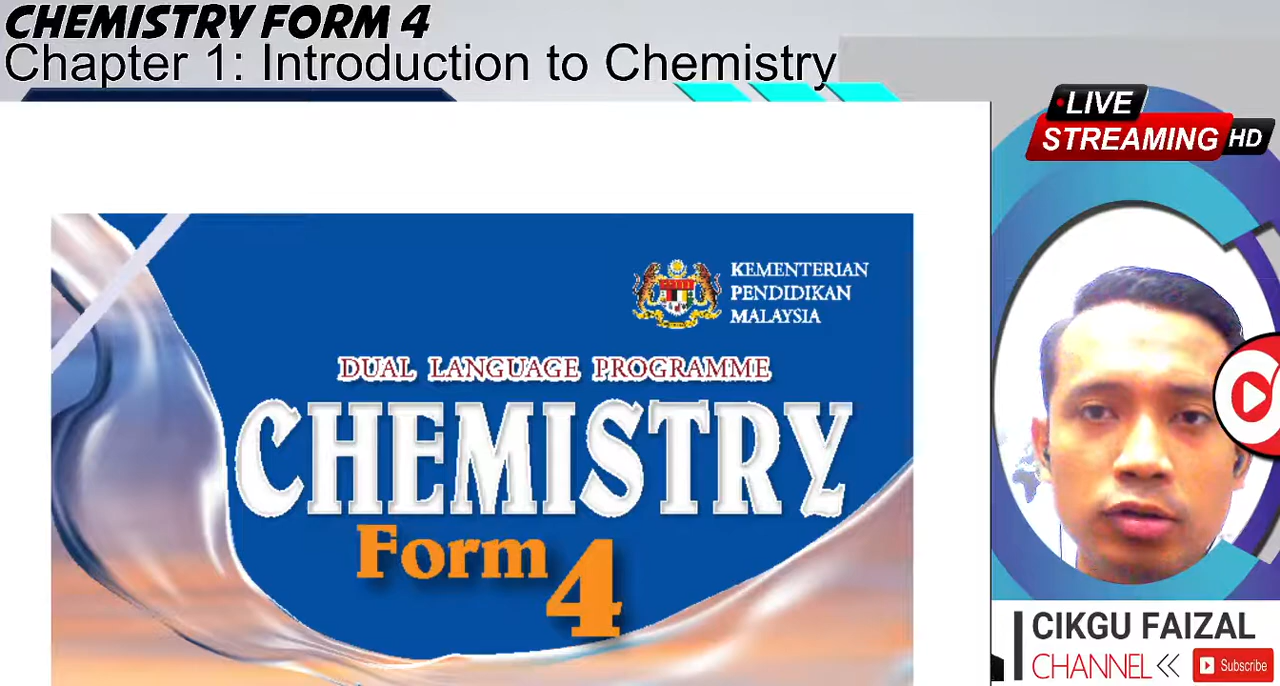 CHEMISTRY FORM 4
Chapter 1: Introduction to Chemistry
LIVE
STREAMING HD
KEMENTERIAN
PENDIDIKAN
MALAYSIA
DUAL LANGUAGE PROGRAMME
CHEMISTRY
Form 4
CIKGU FAIZAL
CHANNEL
Subscribe